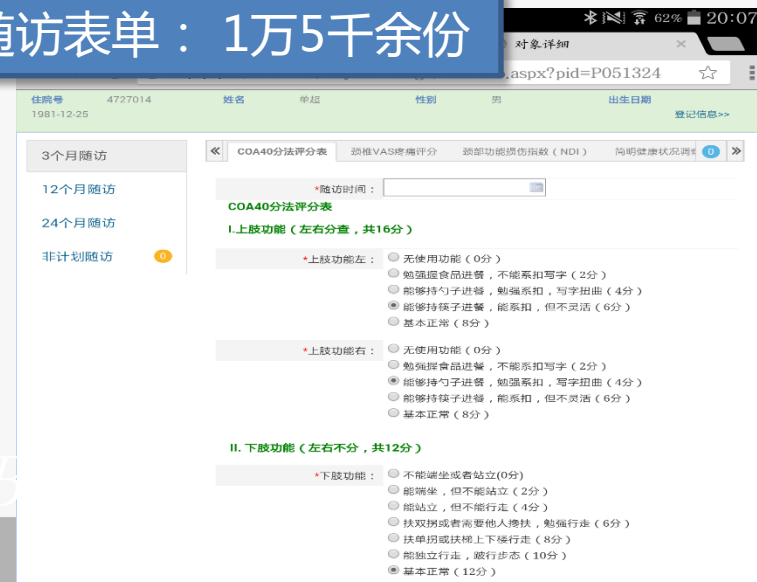 随访表单： 1万5千余份
62% 20:07
对象详细 ×
.aspx?pid=P051324
住院号 4727014 姓名 单超 性别 男 出生日期
1981-12-25 登记信息>>
3个月随访
12个月随访
24个月随访
非计划随访 0
« COA40分法评分表 颈椎VAS疼痛评分 颈部功能损伤指数（NDI） 简明健康状况调 0 »
*随访时间：
COA40分法评分表
I.上肢功能（左右分查，共16分）
*上肢功能左： 无使用功能（0分）
勉强握食品进餐，不能系扣写字（2分）
能够持勺子进餐，勉强系扣，写字扭曲（4分）
能够持筷子进餐，能系扣，但不灵活（6分）
基本正常（8分）
*上肢功能右： 无使用功能（0分）
勉强握食品进餐，不能系扣写字（2分）
能够持勺子进餐，勉强系扣，写字扭曲（4分）
能够持筷子进餐，能系扣，但不灵活（6分）
基本正常（8分）
II. 下肢功能（左右不分，共12分）
*下肢功能： 不能端坐或者站立(0分)
能端坐，但不能站立（2分）
能站立，但不能行走（4分）
扶双拐或者需要他人搀扶，勉强行走（6分）
扶单拐或扶梯上下楼行走（8分）
能独立行走，跛行步态（10分）
基本正常（12分）